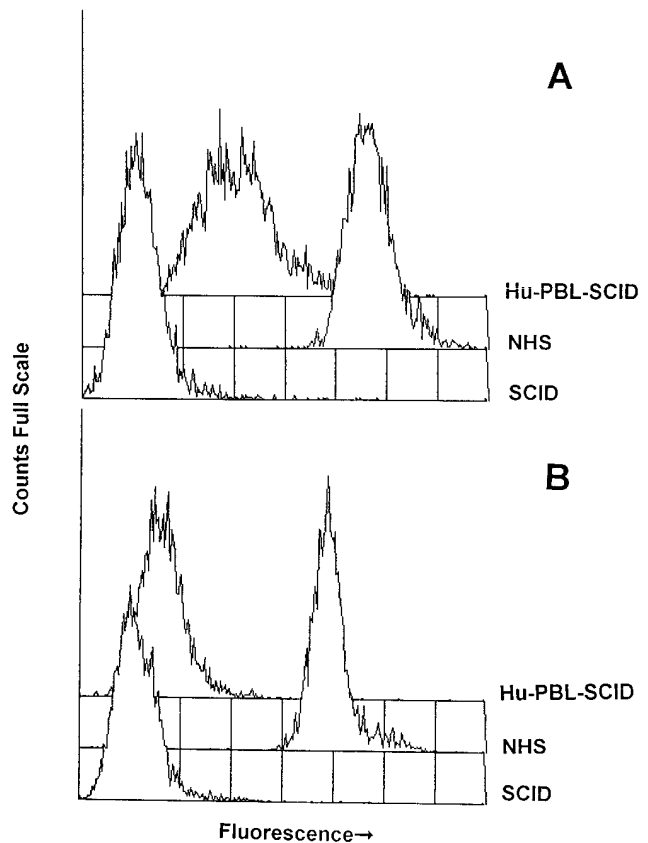 A
Hu-PBL-SCID
NHS
SCID
Counts Full Scale
B
Hu-PBL-SCID
NHS
SCID
Fluorescence→